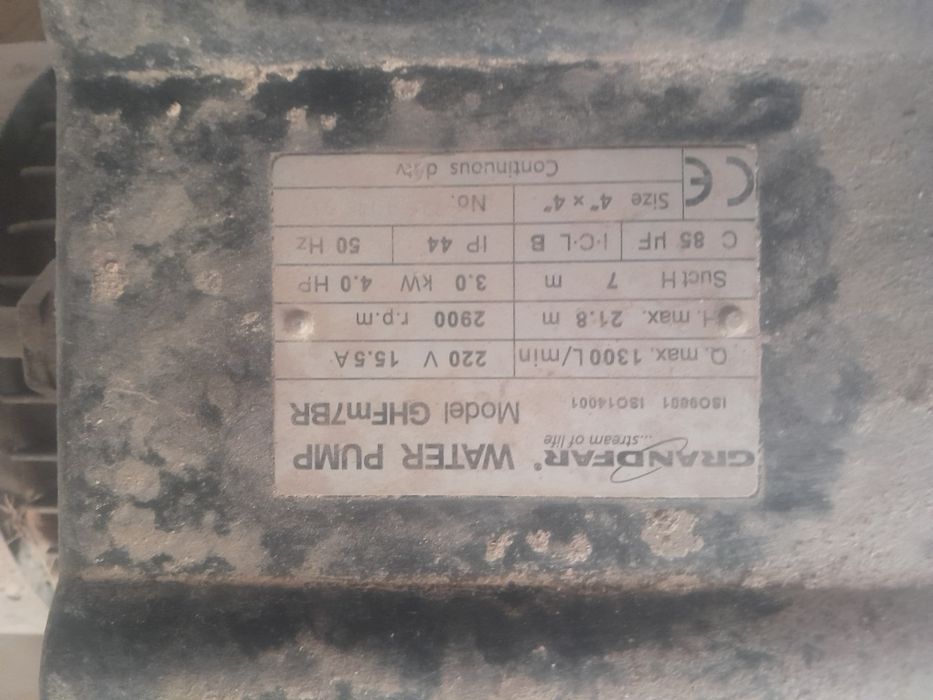 GRANDFAR® WATER PUMP
...stream of life
ISO9001 ISO14001 Model GHFm7BR
Q. max. 1300 L/min 220 V 15.5 A
H. max. 21.8 m 2900 r.p.m
Suct H 7 m 3.0 kW 4.0 HP
C 85 µF I·C·L B IP 44 50 Hz
Size 4" x 4" No.
CE Continuous duty